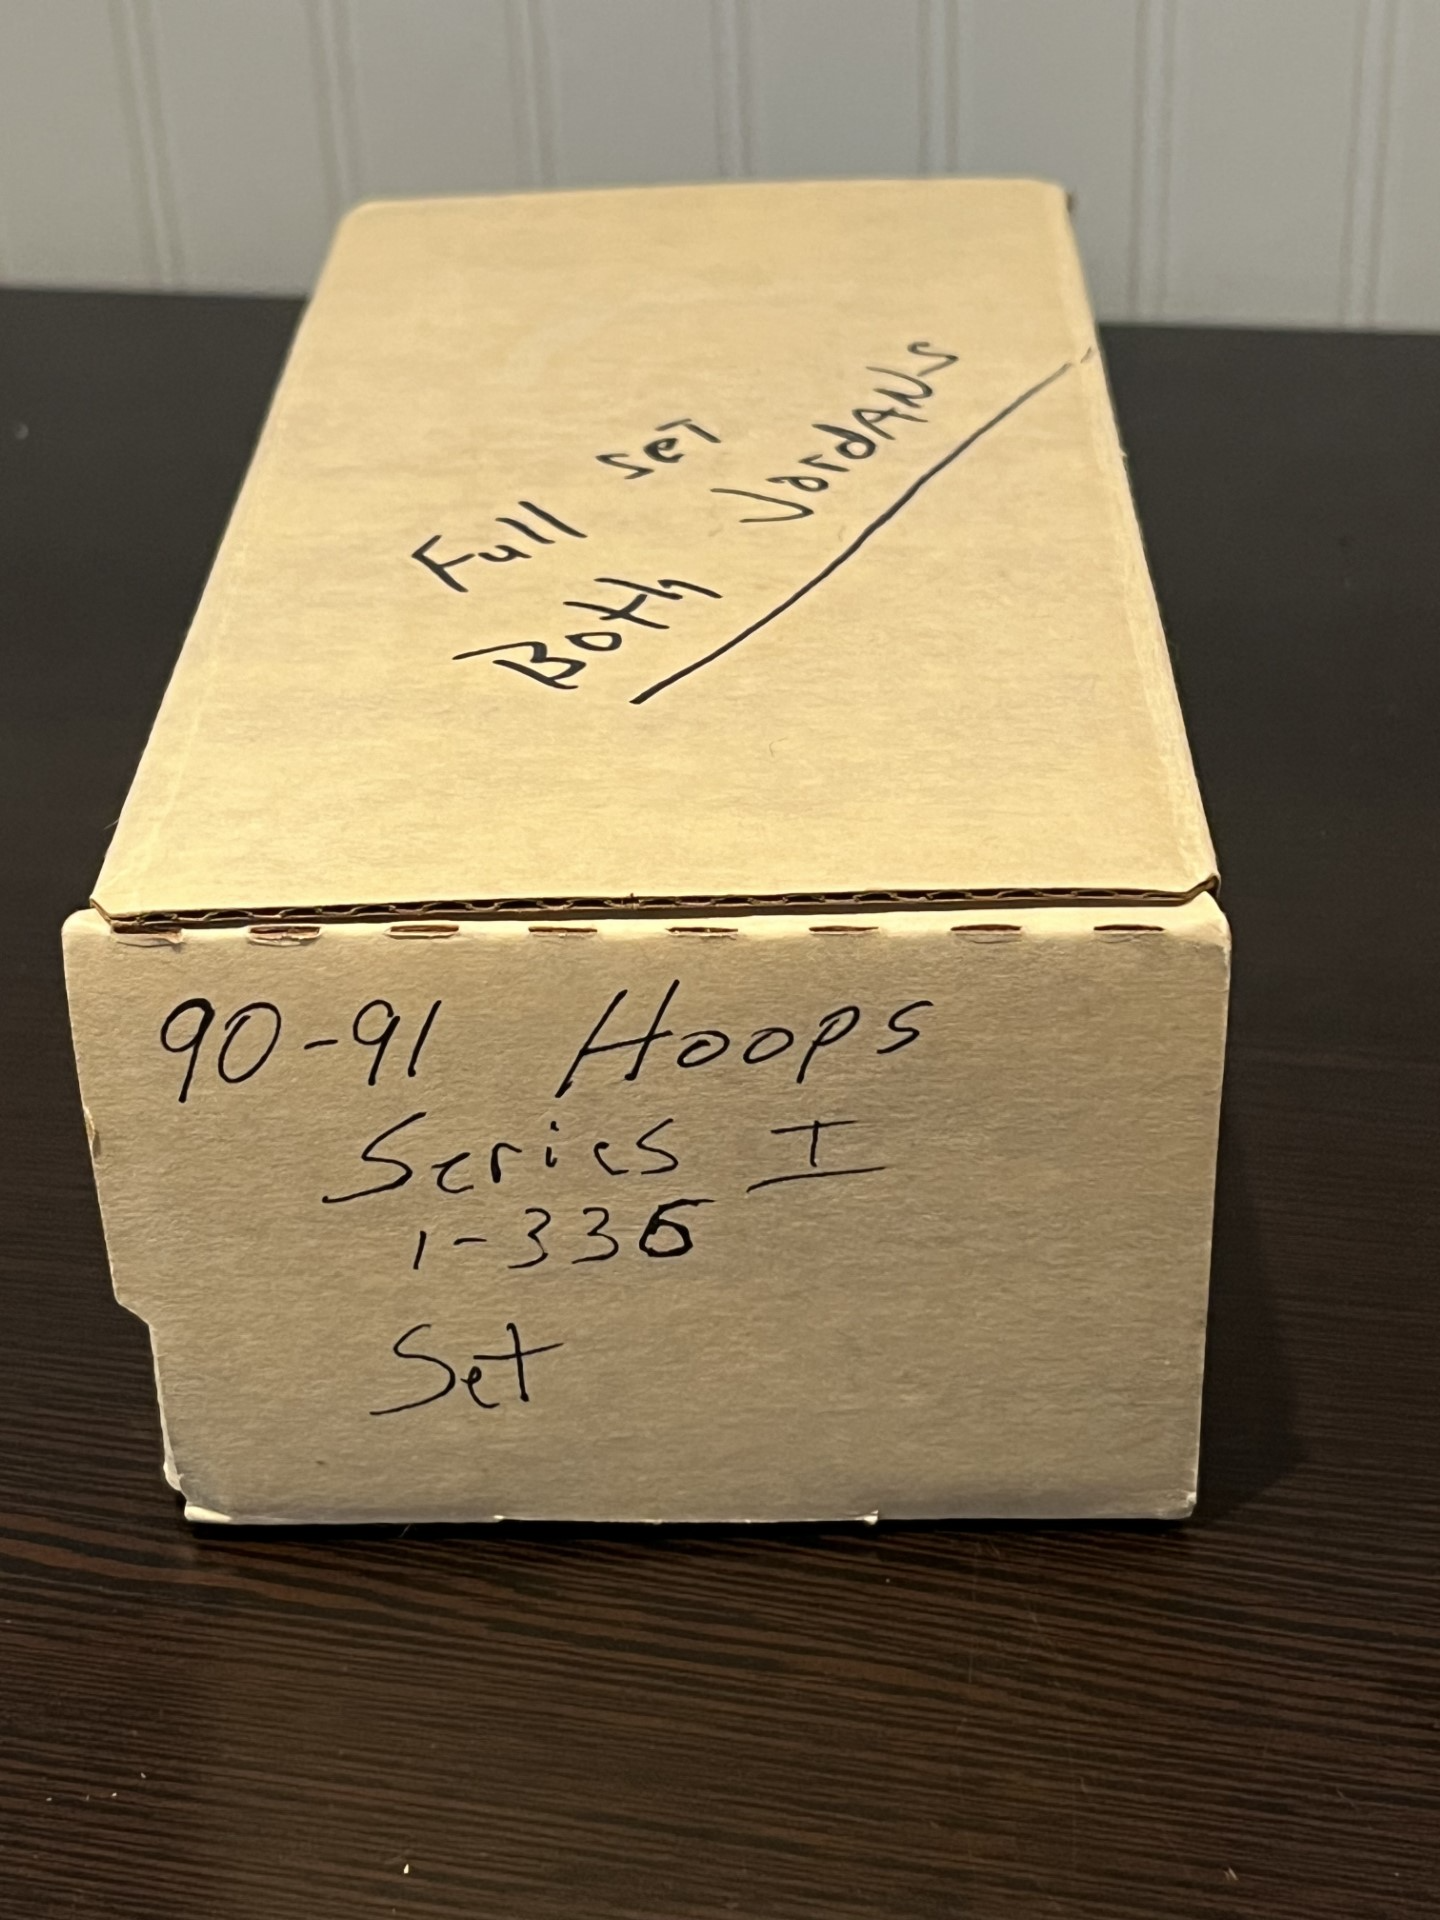 Full SeT
BoTh JordANS
90-91 Hoops
Series I
1-336
Set